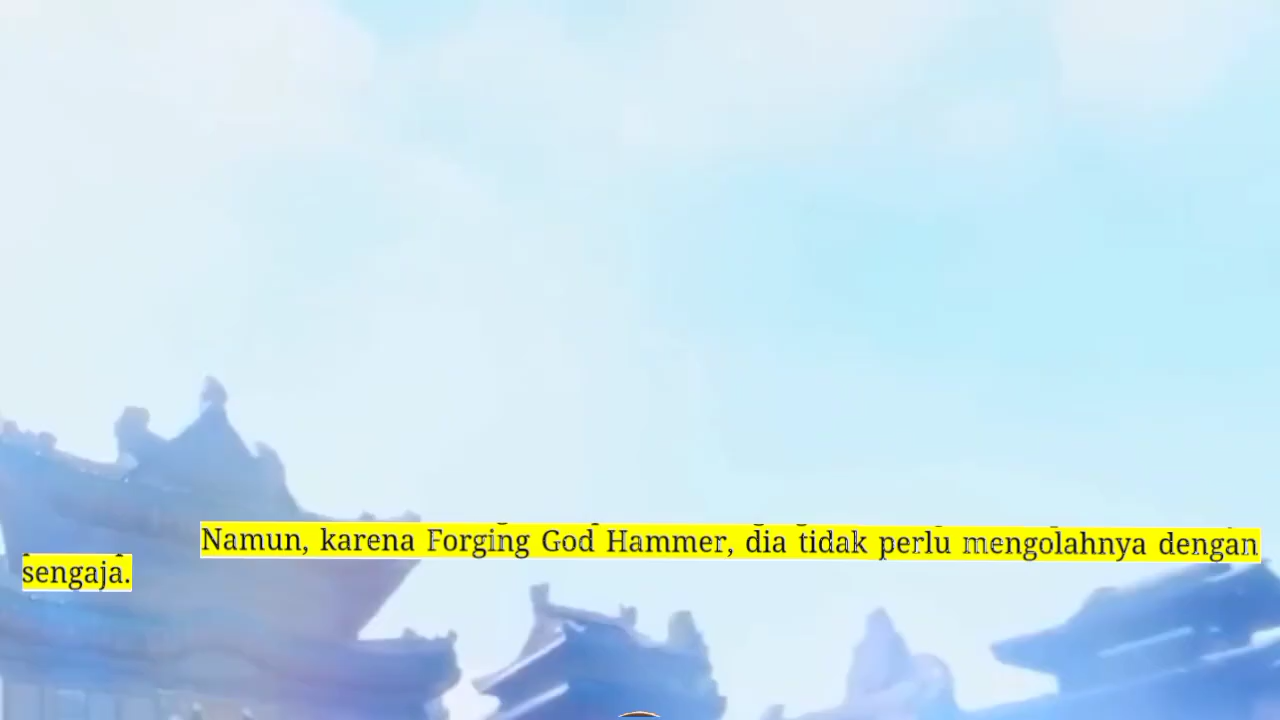 Namun, karena Forging God Hammer, dia tidak perlu mengolahnya dengan
sengaja.